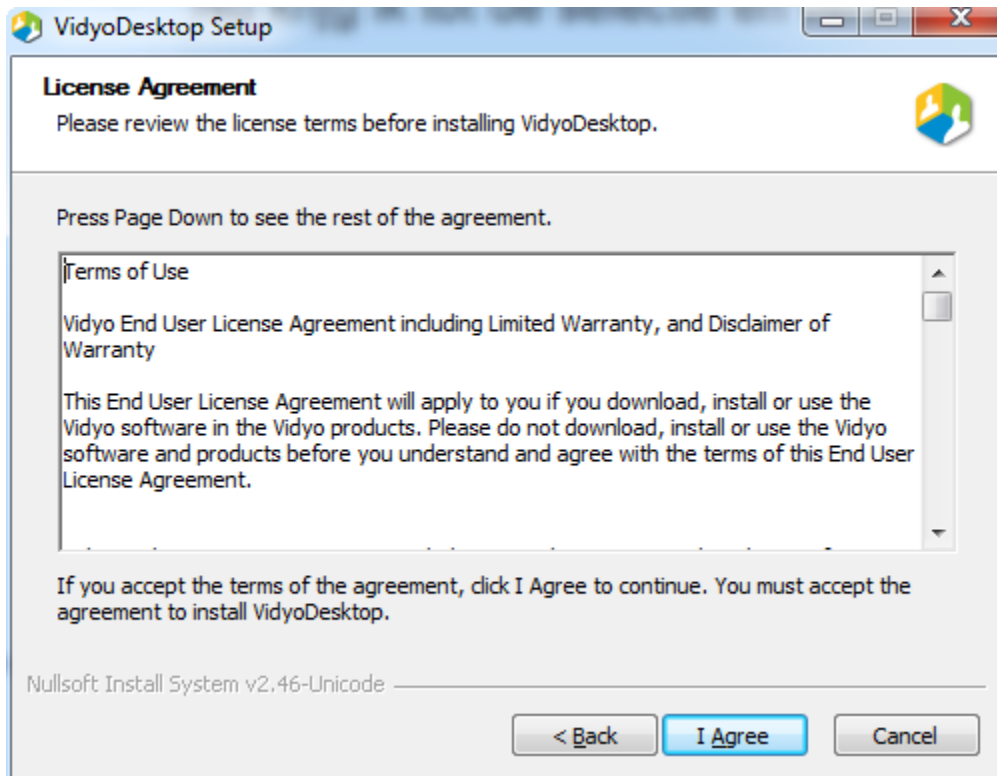 VidyoDesktop Setup
License Agreement
Please review the license terms before installing VidyoDesktop.
Press Page Down to see the rest of the agreement.
Terms of Use
Vidyo End User License Agreement including Limited Warranty, and Disclaimer of
Warranty
This End User License Agreement will apply to you if you download, install or use the
Vidyo software in the Vidyo products. Please do not download, install or use the Vidyo
software and products before you understand and agree with the terms of this End User
License Agreement.
If you accept the terms of the agreement, click I Agree to continue. You must accept the
agreement to install VidyoDesktop.
Nullsoft Install System v2.46-Unicode
< Back
I Agree
Cancel